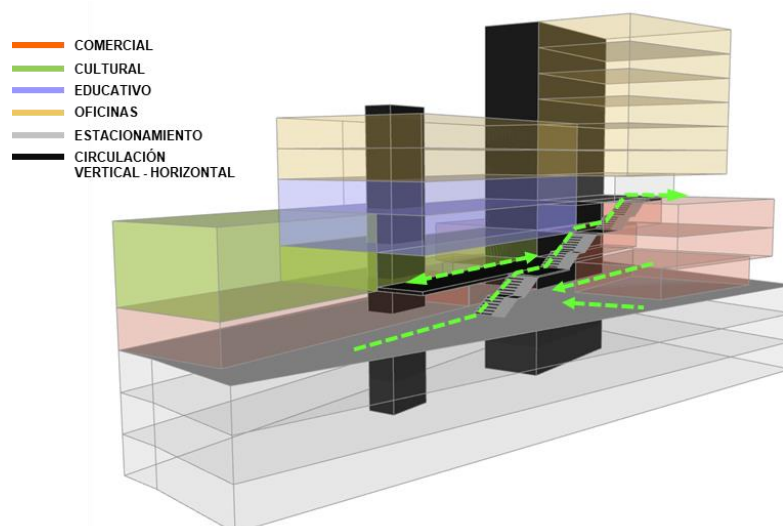 COMERCIAL
CULTURAL
EDUCATIVO
OFICINAS
ESTACIONAMIENTO
CIRCULACIÓN
VERTICAL - HORIZONTAL